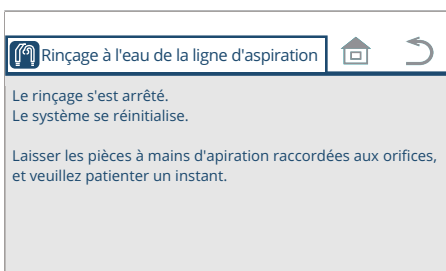 Rinçage à l'eau de la ligne d'aspiration
Le rinçage s'est arrêté.
Le système se réinitialise.
Laisser les pièces à mains d'apiration raccordées aux orifices,
et veuillez patienter un instant.